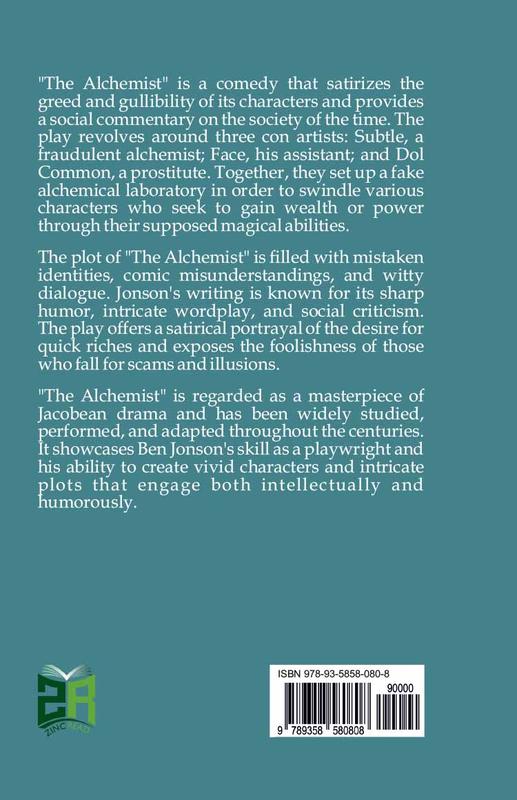 "The Alchemist" is a comedy that satirizes the
greed and gullibility of its characters and provides
a social commentary on the society of the time. The
play revolves around three con artists: Subtle, a
fraudulent alchemist; Face, his assistant; and Dol
Common, a prostitute. Together, they set up a fake
alchemical laboratory in order to swindle various
characters who seek to gain wealth or power
through their supposed magical abilities.
The plot of "The Alchemist" is filled with mistaken
identities, comic misunderstandings, and witty
dialogue. Jonson's writing is known for its sharp
humor, intricate wordplay, and social criticism.
The play offers a satirical portrayal of the desire for
quick riches and exposes the foolishness of those
who fall for scams and illusions.
"The Alchemist" is regarded as a masterpiece of
Jacobean drama and has been widely studied,
performed, and adapted throughout the centuries.
It showcases Ben Jonson's skill as a playwright and
his ability to create vivid characters and intricate
plots that engage both intellectually and
humorously.
ZR
ZINCREAD
ISBN 978-93-5858-080-8
90000
9 789358 580808